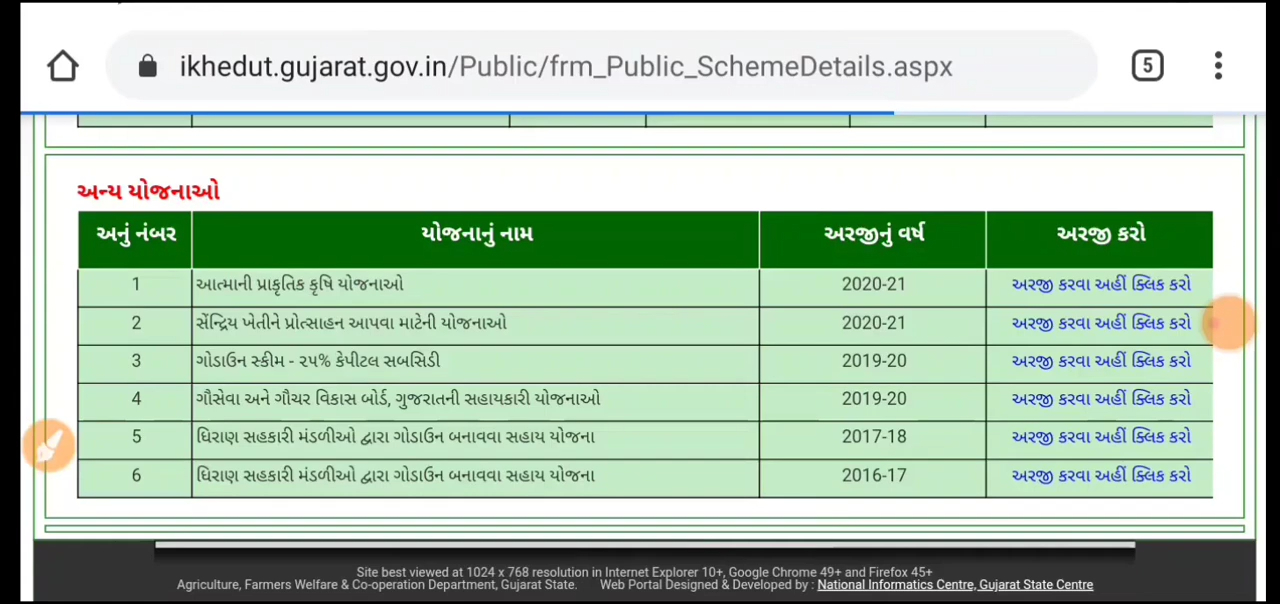 ikhedut.gujarat.gov.in/Public/frm_Public_SchemeDetails.aspx 5
અન્ય યોજનાઓ
અનું નંબર યોજનાનું નામ અરજીનું વર્ષ અરજી કરો
1 આત્માની પ્રાકૃતિક કૃષિ યોજનાઓ 2020-21 અરજી કરવા અહીં ક્લિક કરો
2 સેંન્દ્રિય ખેતીને પ્રોત્સાહન આપવા માટેની યોજનાઓ 2020-21 અરજી કરવા અહીં ક્લિક કરો
3 ગોડાઉન સ્કીમ - ૨૫% કેપીટલ સબસિડી 2019-20 અરજી કરવા અહીં ક્લિક કરો
4 ગૌસેવા અને ગૌચર વિકાસ બોર્ડ, ગુજરાતની સહાયકારી યોજનાઓ 2019-20 અરજી કરવા અહીં ક્લિક કરો
5 ધિરાણ સહકારી મંડળીઓ દ્વારા ગોડાઉન બનાવવા સહાય યોજના 2017-18 અરજી કરવા અહીં ક્લિક કરો
6 ધિરાણ સહકારી મંડળીઓ દ્વારા ગોડાઉન બનાવવા સહાય યોજના 2016-17 અરજી કરવા અહીં ક્લિક કરો
Site best viewed at 1024 x 768 resolution in Internet Explorer 10+, Google Chrome 49+ and Firefox 45+
Agriculture, Farmers Welfare & Co-operation Department, Gujarat State. Web Portal Designed & Developed by : National Informatics Centre, Gujarat State Centre